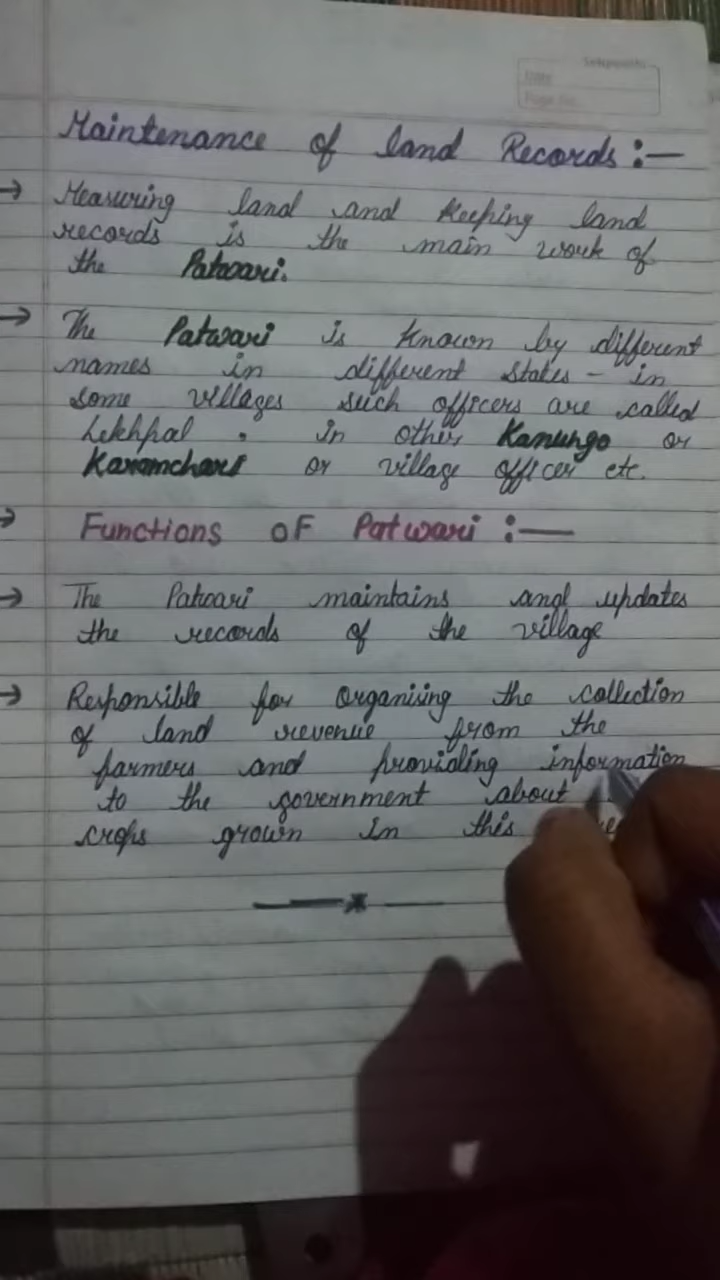 Date
Page No.
Maintenance of land Records :—
→ Measuring land and keeping land
records is the main work of
the Patwari.
→ The Patwari is known by different
names in different states - in
some villages such officers are called
Lekhpal . in other Kanungo or
Karamchari or village officer etc.
→ Functions of Patwari :—
→ The Patwari maintains and updates
the records of the village
→ Responsible for organising the collection
of land revenue from the
farmers and providing information
to the government about
crops grown in this